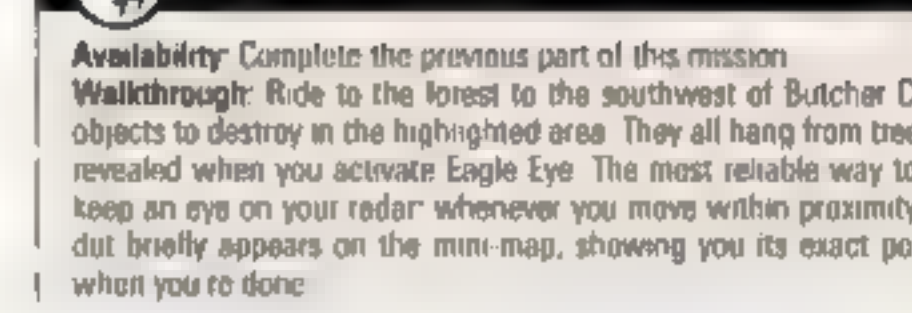 Availability: Complete the previous part of this mission
Walkthrough: Ride to the forest to the southwest of Butcher C
objects to destroy in the highlighted area They all hang from tree
revealed when you activate Eagle Eye The most reliable way to
keep an eye on your radar whenever you move within proximity
dot briefly appears on the mini-map, showing you its exact po
when you're done